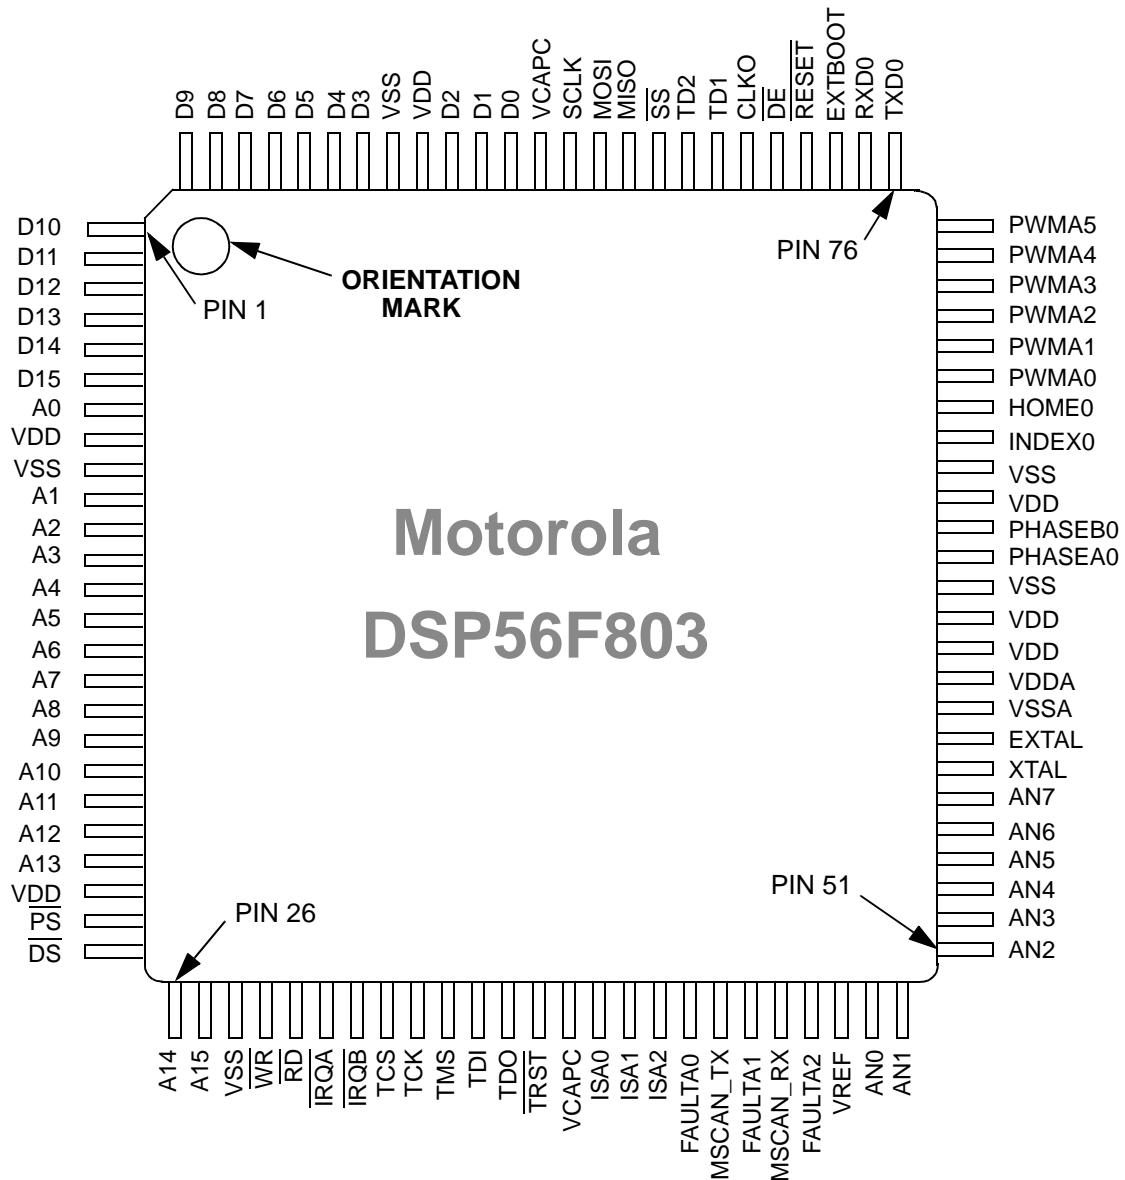 D9
D8
D7
D6
D5
D4
D3
VSS
VDD
D2
D1
D0
VCAPC
SCLK
MOSI
MISO
SS
TD2
TD1
CLKO
DE
RESET
EXTBOOT
RXD0
TXD0
D10
D11
D12
D13
D14
D15
A0
VDD
VSS
A1
A2
A3
A4
A5
A6
A7
A8
A9
A10
A11
A12
A13
VDD
PS
DS
PIN 1
ORIENTATION
MARK
PIN 76
Motorola
DSP56F803
PIN 26
PIN 51
PWMA5
PWMA4
PWMA3
PWMA2
PWMA1
PWMA0
HOME0
INDEX0
VSS
VDD
PHASEB0
PHASEA0
VSS
VDD
VDD
VDDA
VSSA
EXTAL
XTAL
AN7
AN6
AN5
AN4
AN3
AN2
A14
A15
VSS
WR
RD
IRQA
IRQB
TCS
TCK
TMS
TDI
TDO
TRST
VCAPC
ISA0
ISA1
ISA2
FAULTA0
MSCAN_TX
FAULTA1
MSCAN_RX
FAULTA2
VREF
AN0
AN1